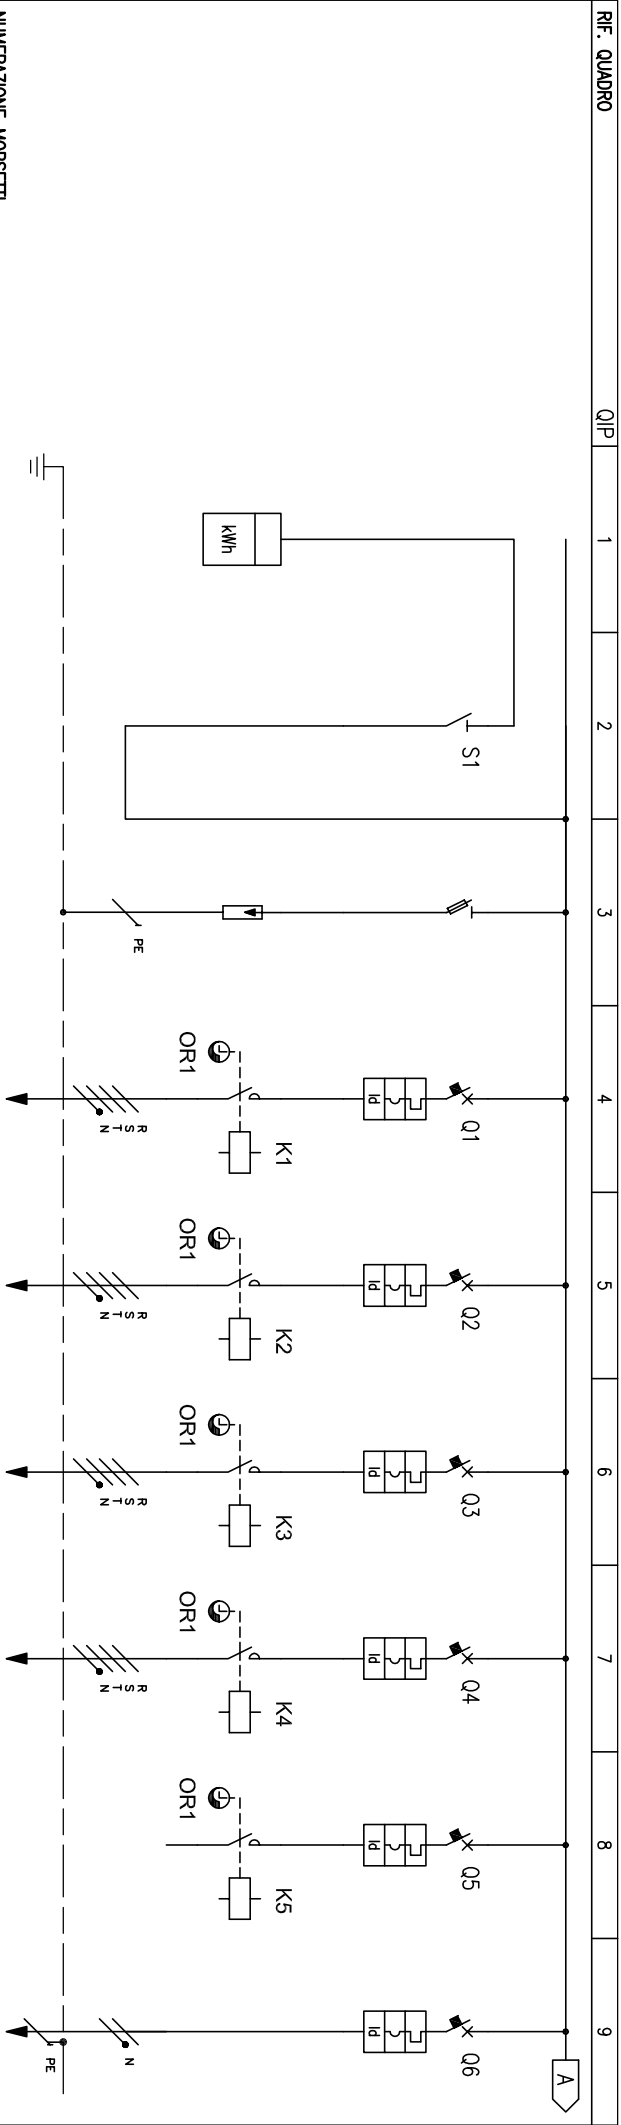 RIF. QUADRO
QIP
1
2
3
4
5
6
7
8
9
A
S1
Q1
Q2
Q3
Q4
Q5
Q6
Id
Id
Id
Id
Id
Id
kWh
K1
K2
K3
K4
K5
OR1
OR1
OR1
OR1
OR1
PE
R S T N
R S T N
R S T N
R S T N
N
PE
NUMERAZIONE MORSETTI